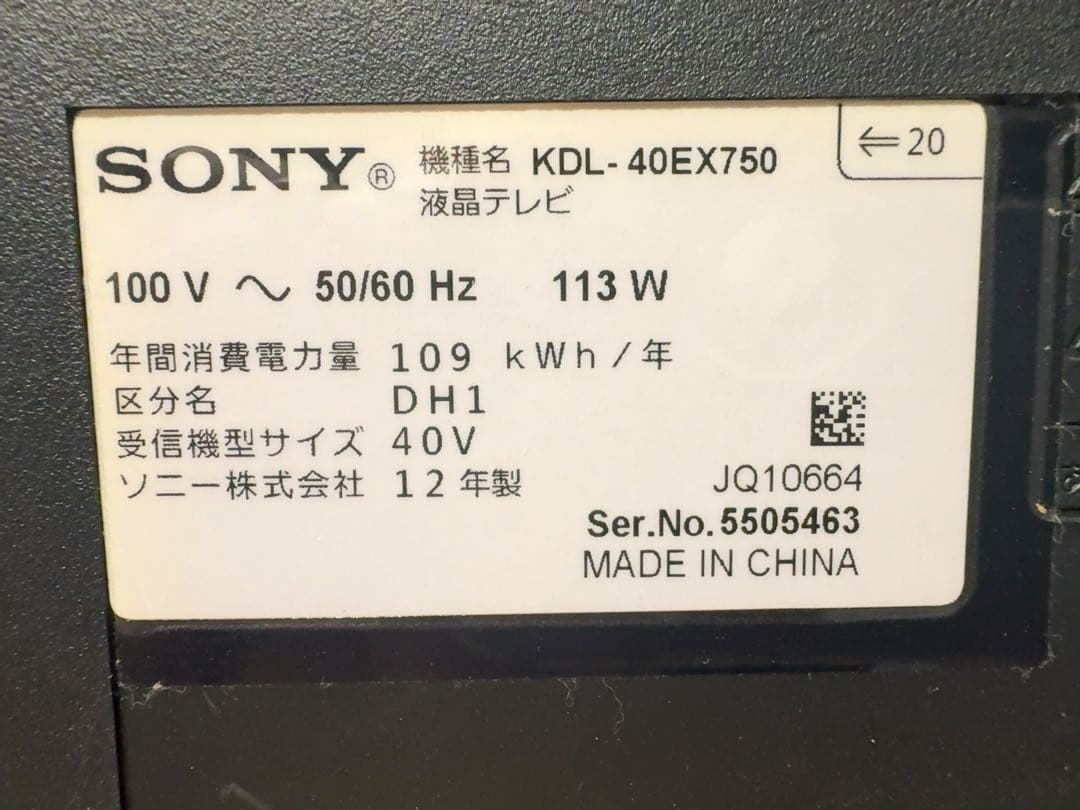 SONY® 機種名 KDL-40EX750
液晶テレビ
⇐20
100 V ～ 50/60 Hz 113 W
年間消費電力量 109 kWh/年
区分名 DH1
受信機型サイズ 40V
ソニー株式会社 12年製
JQ10664
Ser.No.5505463
MADE IN CHINA